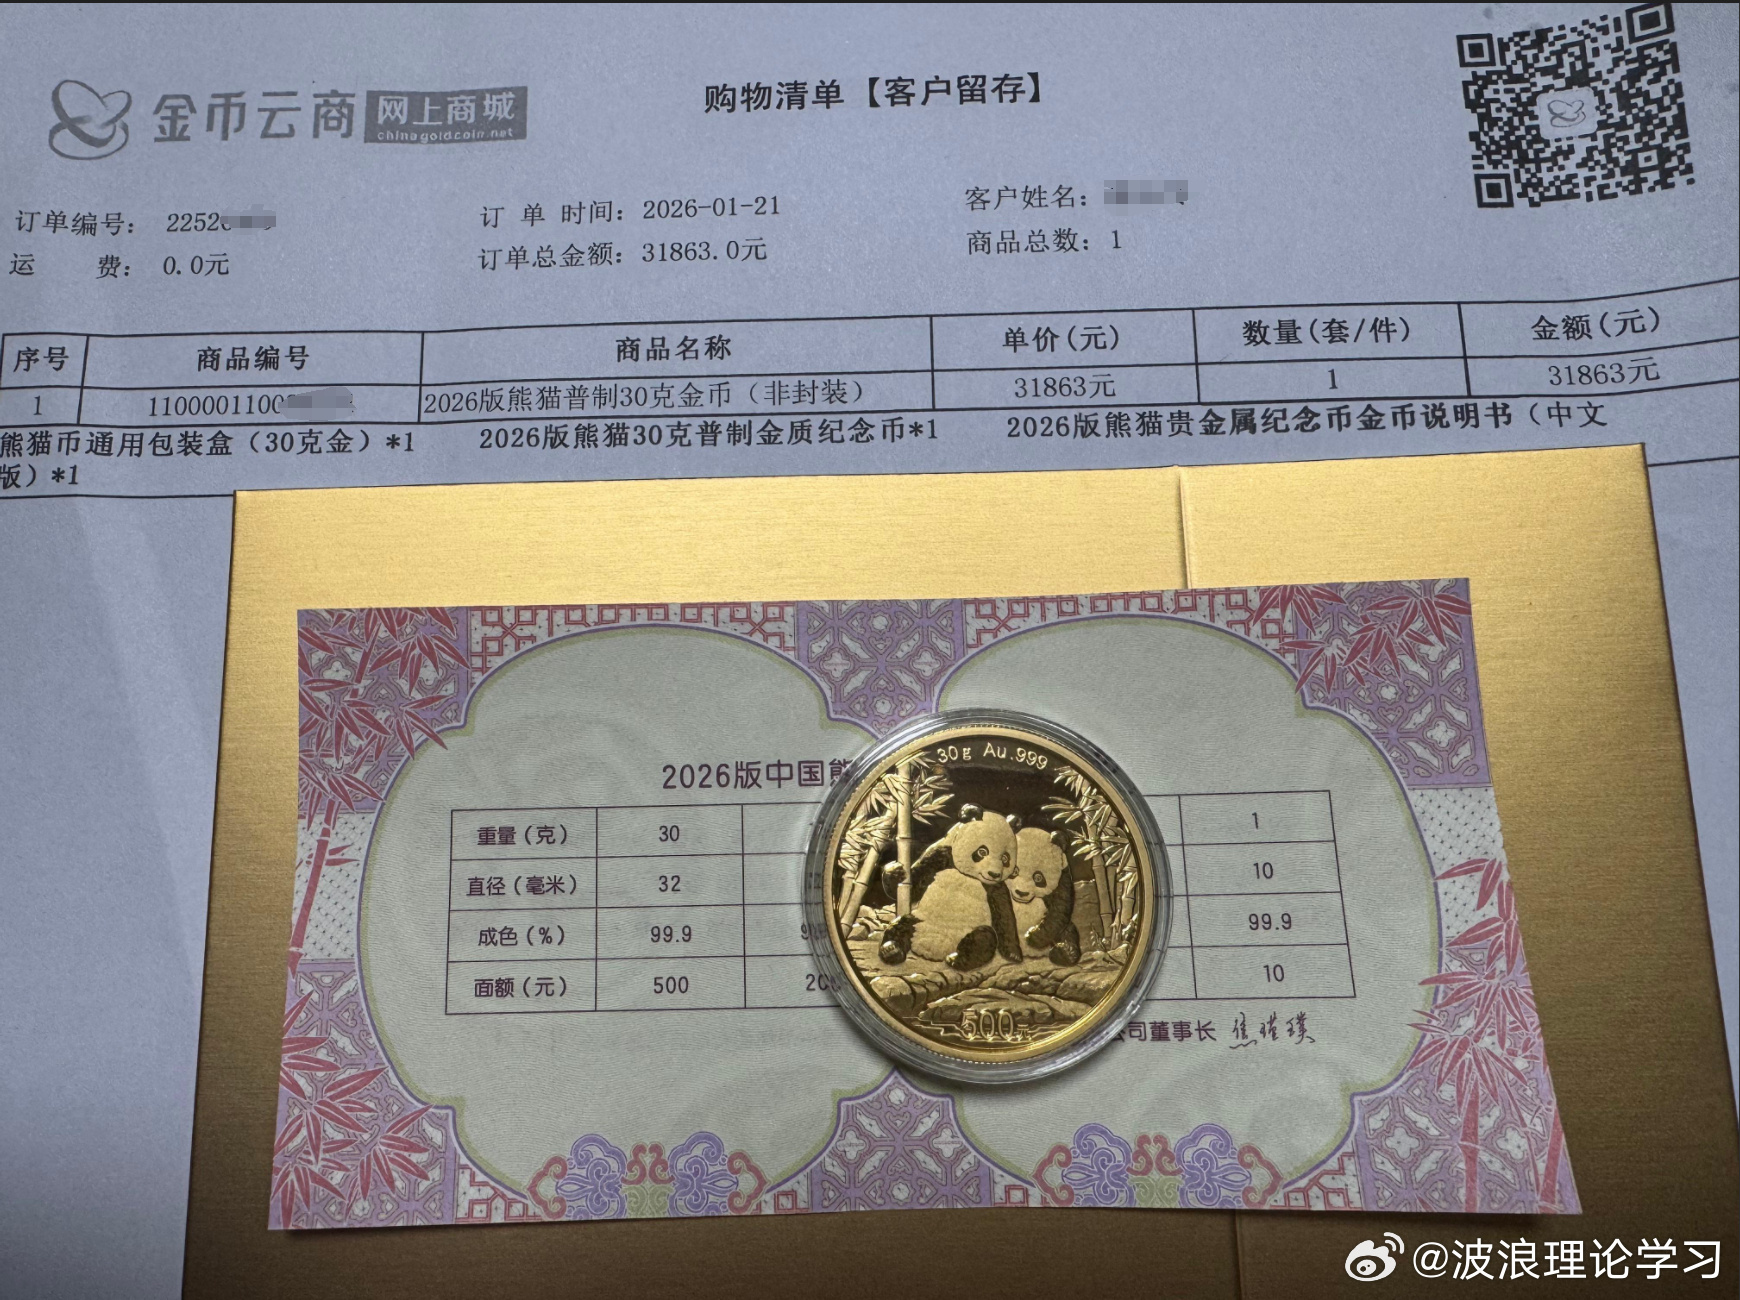 金币云商 网上商城
chinagoldcoin.net
购物清单【客户留存】
订单编号： 2252
订 单 时间： 2026-01-21
客户姓名：
运 费： 0.0元
订单总金额： 31863.0元
商品总数： 1
序号 商品编号 商品名称 单价(元) 数量(套/件) 金额(元)
1 1100001100 2026版熊猫普制30克金币（非封装） 31863元 1 31863元
熊猫币通用包装盒（30克金）*1 2026版熊猫30克普制金质纪念币*1 2026版熊猫贵金属纪念币金币说明书（中文
版）*1
2026版中国熊
重量（克） 30 1
直径（毫米） 32 10
成色（%） 99.9 99.9
面额（元） 500 200 10
公司董事长 焦瑾璞
30g Au.999
500元
@波浪理论学习